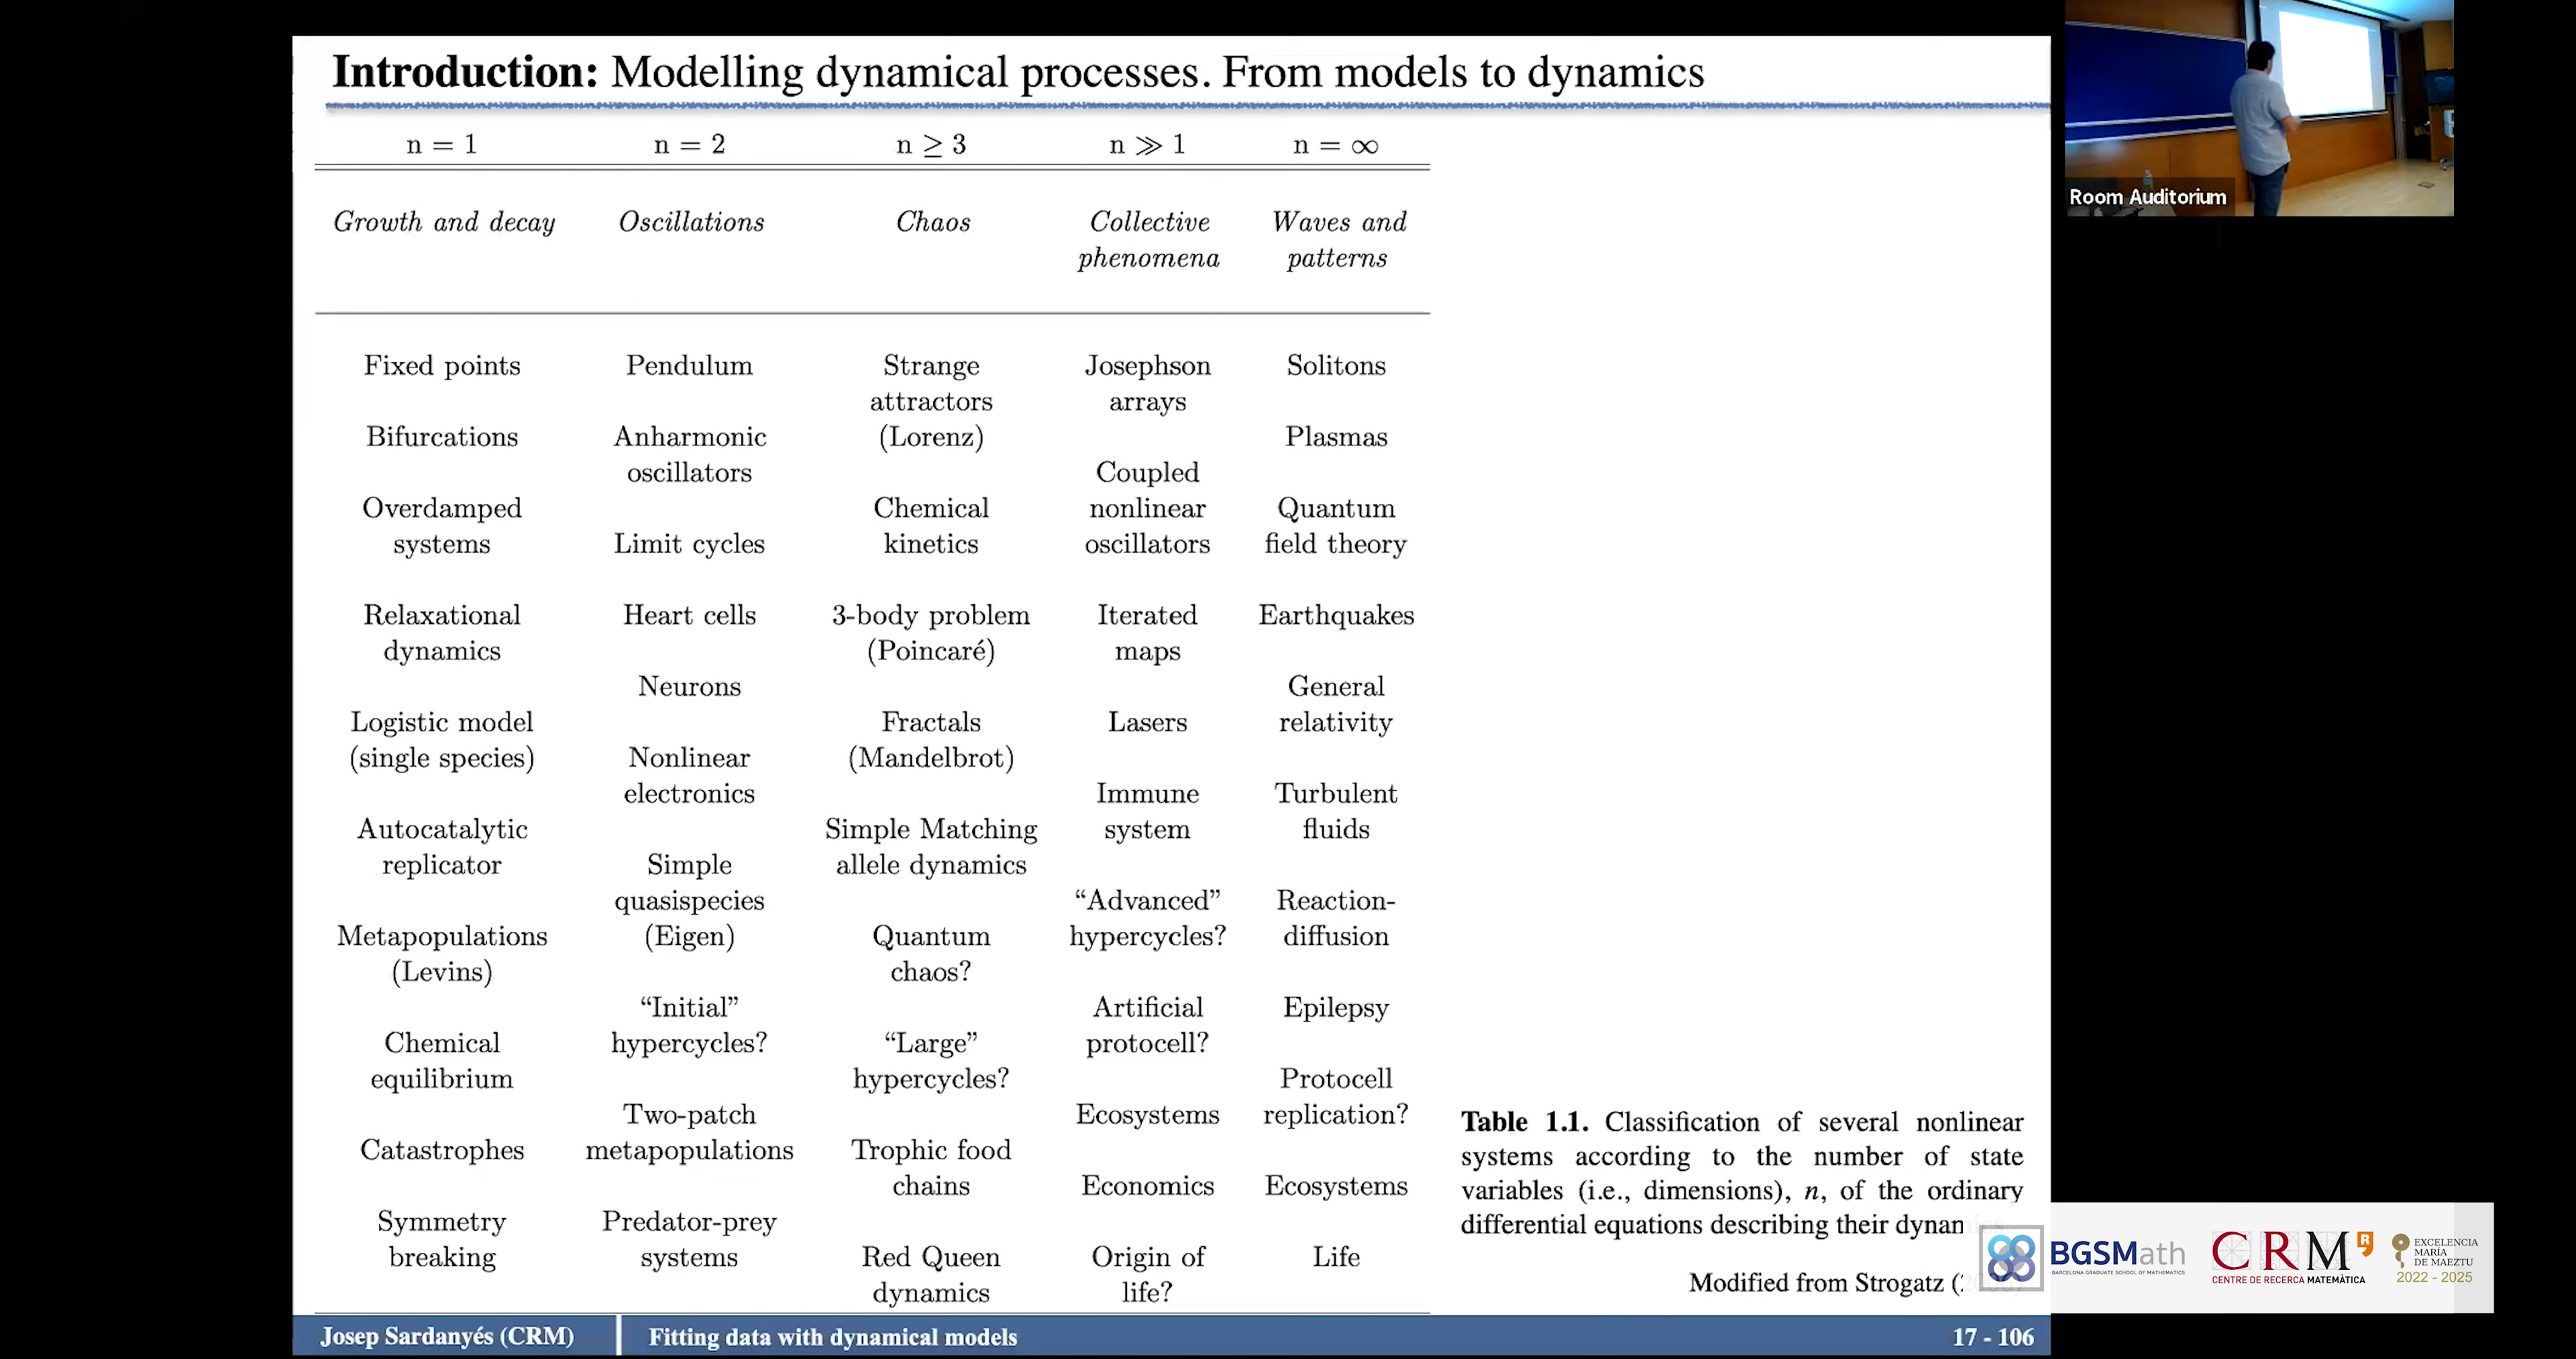 Introduction: Modelling dynamical processes. From models to dynamics
n = 1
n = 2
n ≥ 3
n ≫ 1
n = ∞
Growth and decay
Oscillations
Chaos
Collective
phenomena
Waves and
patterns
Fixed points
Bifurcations
Overdamped
systems
Relaxational
dynamics
Logistic model
(single species)
Autocatalytic
replicator
Metapopulations
(Levins)
Chemical
equilibrium
Catastrophes
Symmetry
breaking
Pendulum
Anharmonic
oscillators
Limit cycles
Heart cells
Neurons
Nonlinear
electronics
Simple
quasispecies
(Eigen)
“Initial”
hypercycles?
Two-patch
metapopulations
Predator-prey
systems
Strange
attractors
(Lorenz)
Chemical
kinetics
3-body problem
(Poincaré)
Fractals
(Mandelbrot)
Simple Matching
allele dynamics
Quantum
chaos?
“Large”
hypercycles?
Trophic food
chains
Red Queen
dynamics
Josephson
arrays
Coupled
nonlinear
oscillators
Iterated
maps
Lasers
Immune
system
“Advanced”
hypercycles?
Artificial
protocell?
Ecosystems
Economics
Origin of
life?
Solitons
Plasmas
Quantum
field theory
Earthquakes
General
relativity
Turbulent
fluids
Reaction-
diffusion
Epilepsy
Protocell
replication?
Ecosystems
Life
Table 1.1. Classification of several nonlinear
systems according to the number of state
variables (i.e., dimensions), n, of the ordinary
differential equations describing their
Modified from Strogatz
Josep Sardanyés (CRM)
Fitting data with dynamical models
17 - 106
Room Auditorium
BGSMath
BARCELONA GRADUATE SCHOOL OF MATHEMATICS
CRM
CENTRE DE RECERCA MATEMÀTICA
EXCELENCIA
MARÍA
DE MAEZTU
2022 - 2025